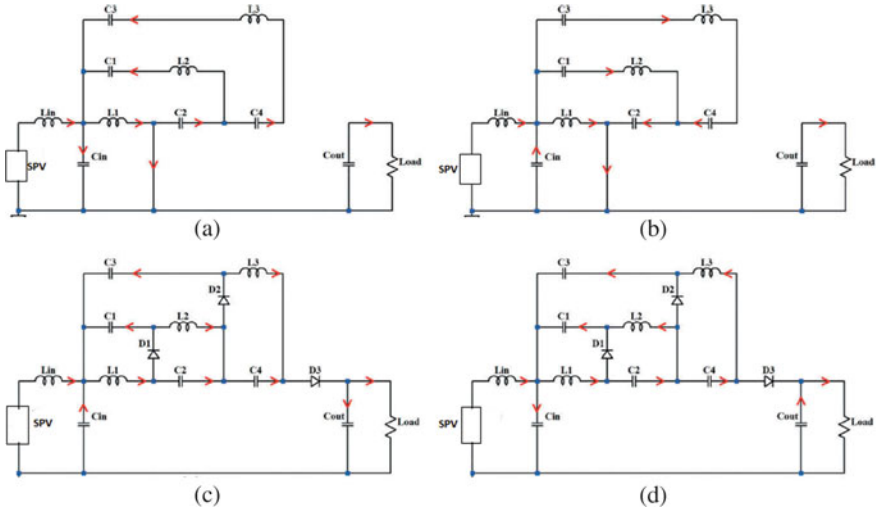 C3 L3
C1 L2
Lin L1 C2 C4
SPV Cin Cout Load
(a)
C3 L3
C1 L2
Lin L1 C2 C4
SPV Cin Cout Load
(b)
C3 L3
D2
C1 L2
D1
Lin L1 C2 C4 D3
SPV Cin Cout Load
(c)
C3 L3
D2
C1 L2
D1
Lin L1 C2 C4 D3
SPV Cin Cout Load
(d)